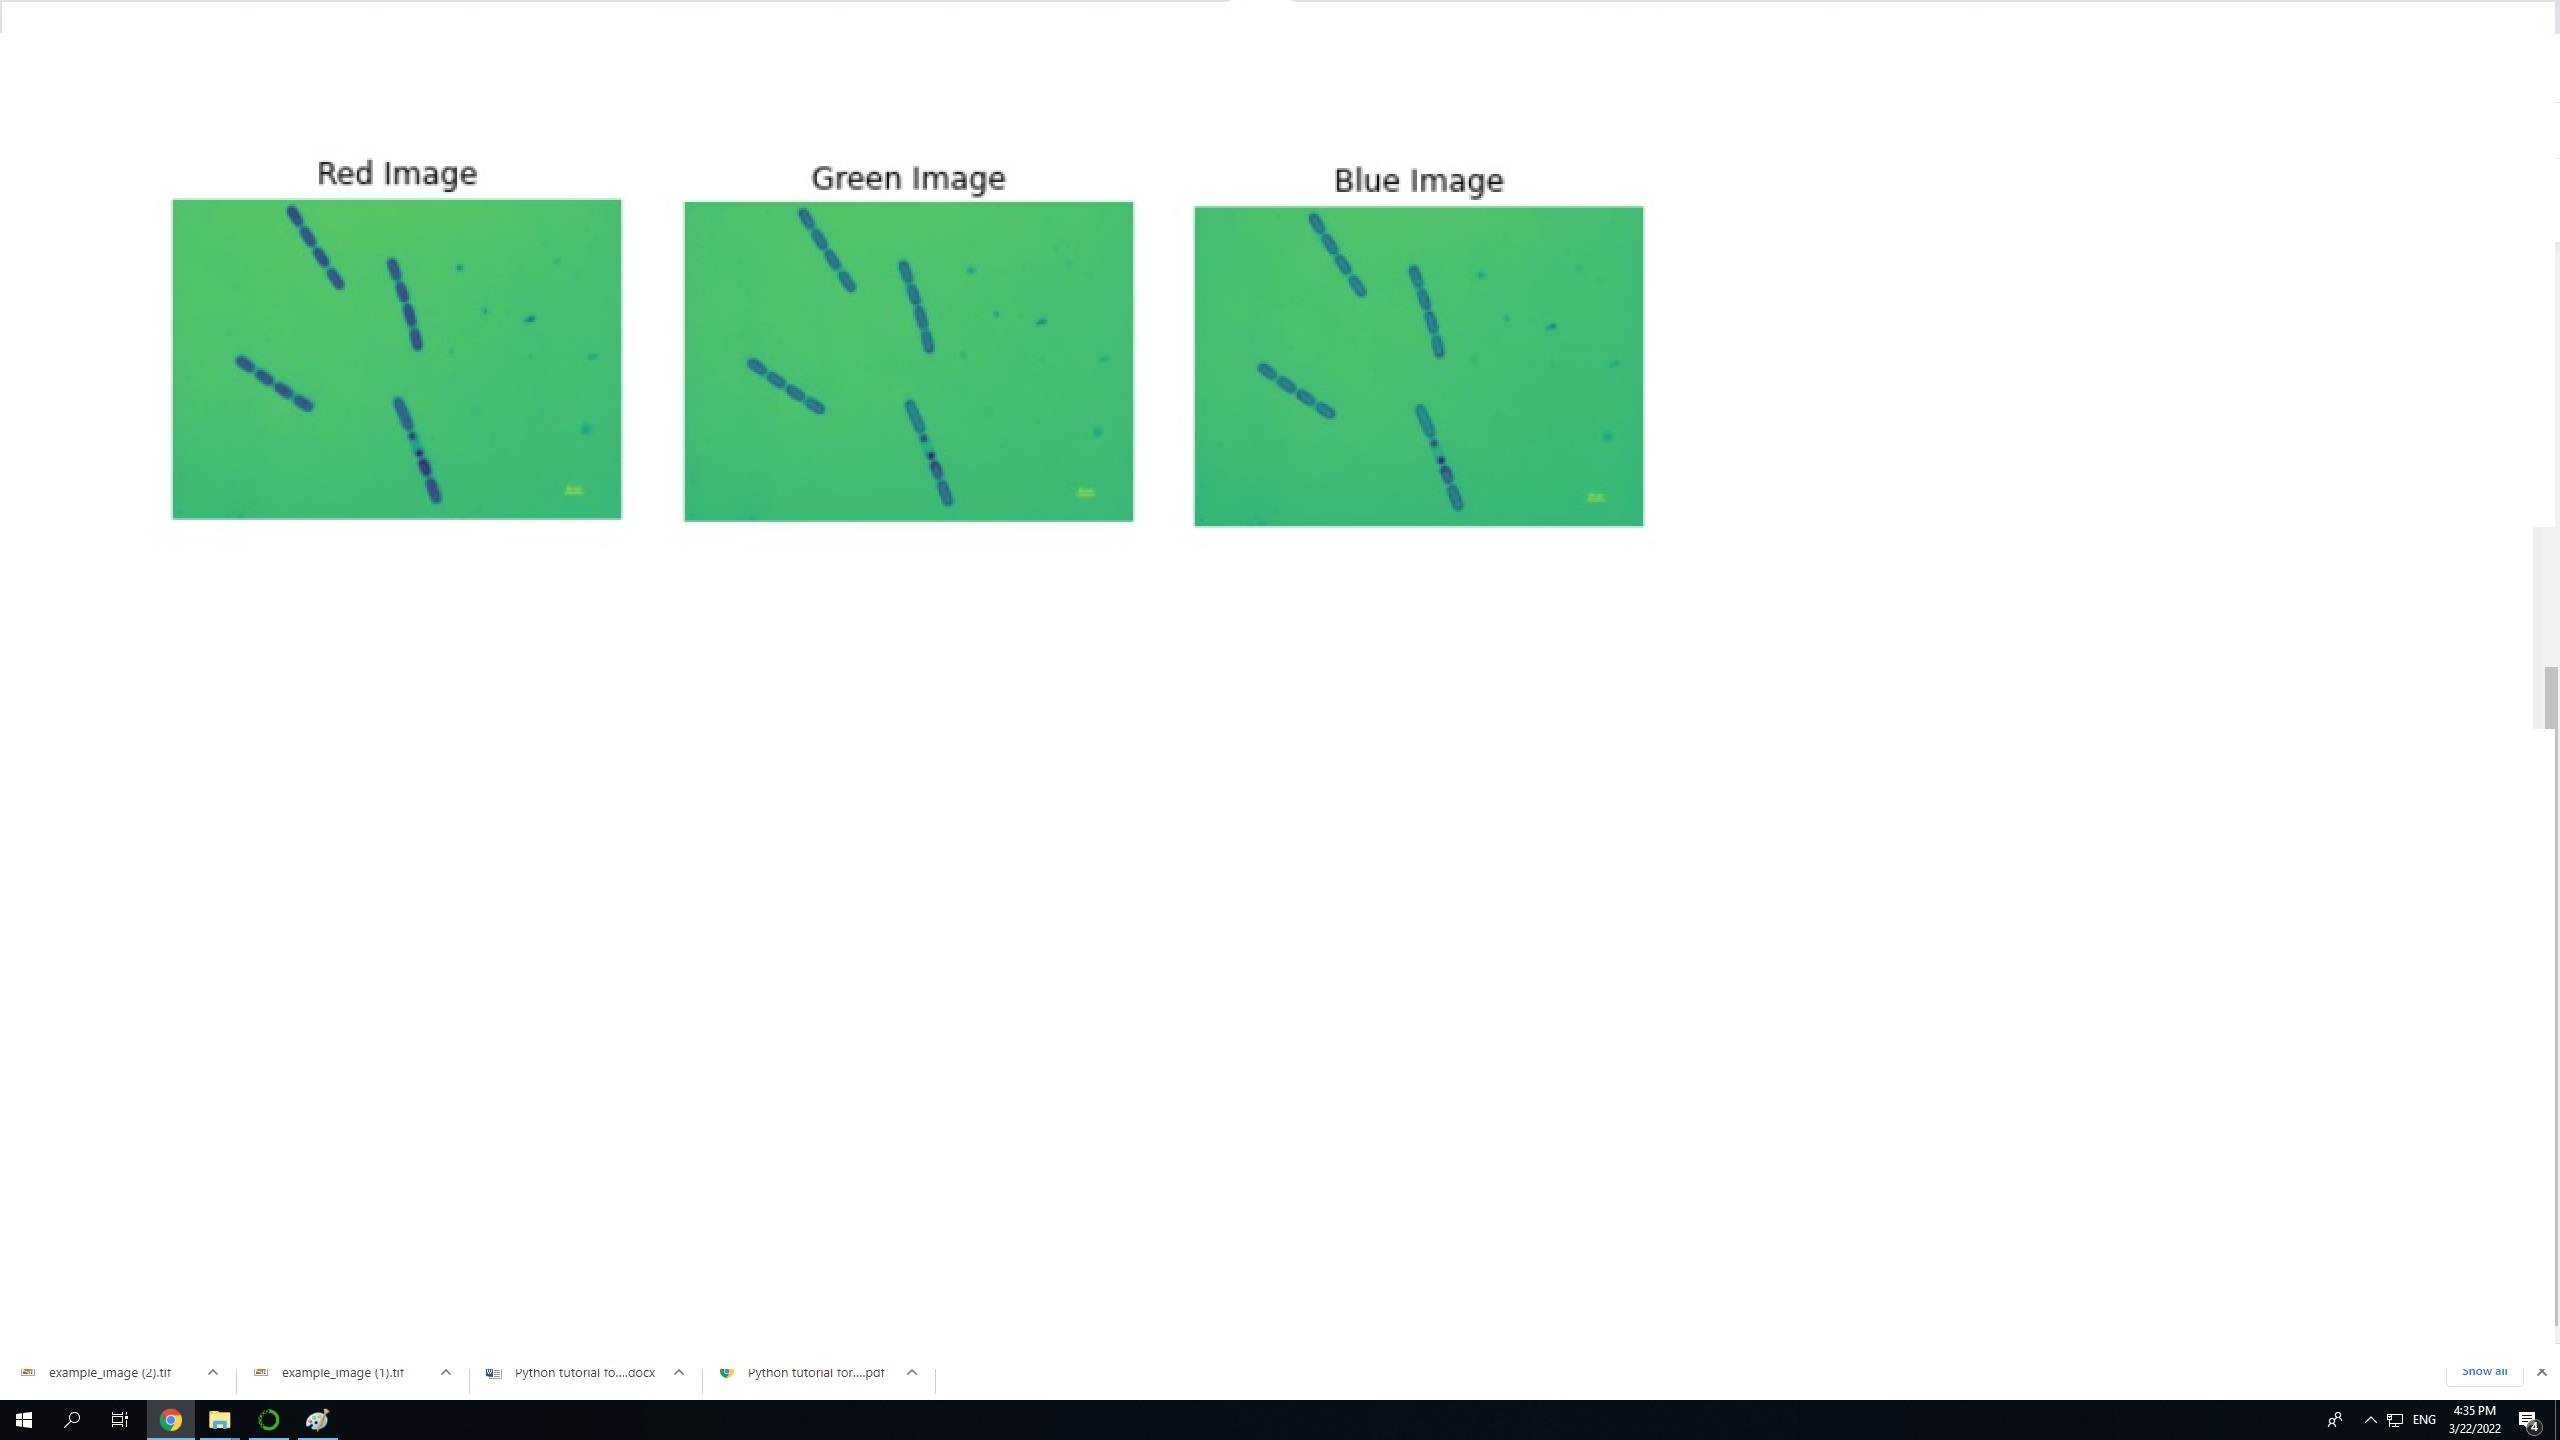 Red Image
Green Image
Blue Image
example_image (2).tif
example_image (1).tif
Python tutorial fo....docx
Python tutorial for....pdf
Show all
ENG
4:35 PM
3/22/2022
4